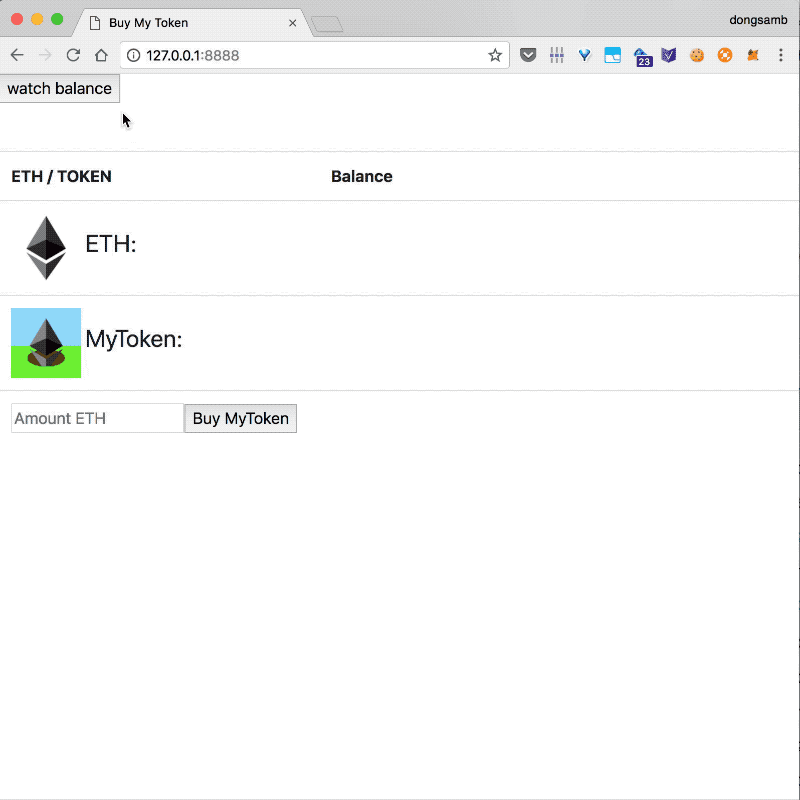 Buy My Token
dongsamb
127.0.0.1:8888
23
watch balance
ETH / TOKEN Balance
ETH:
MyToken:
Amount ETH Buy MyToken